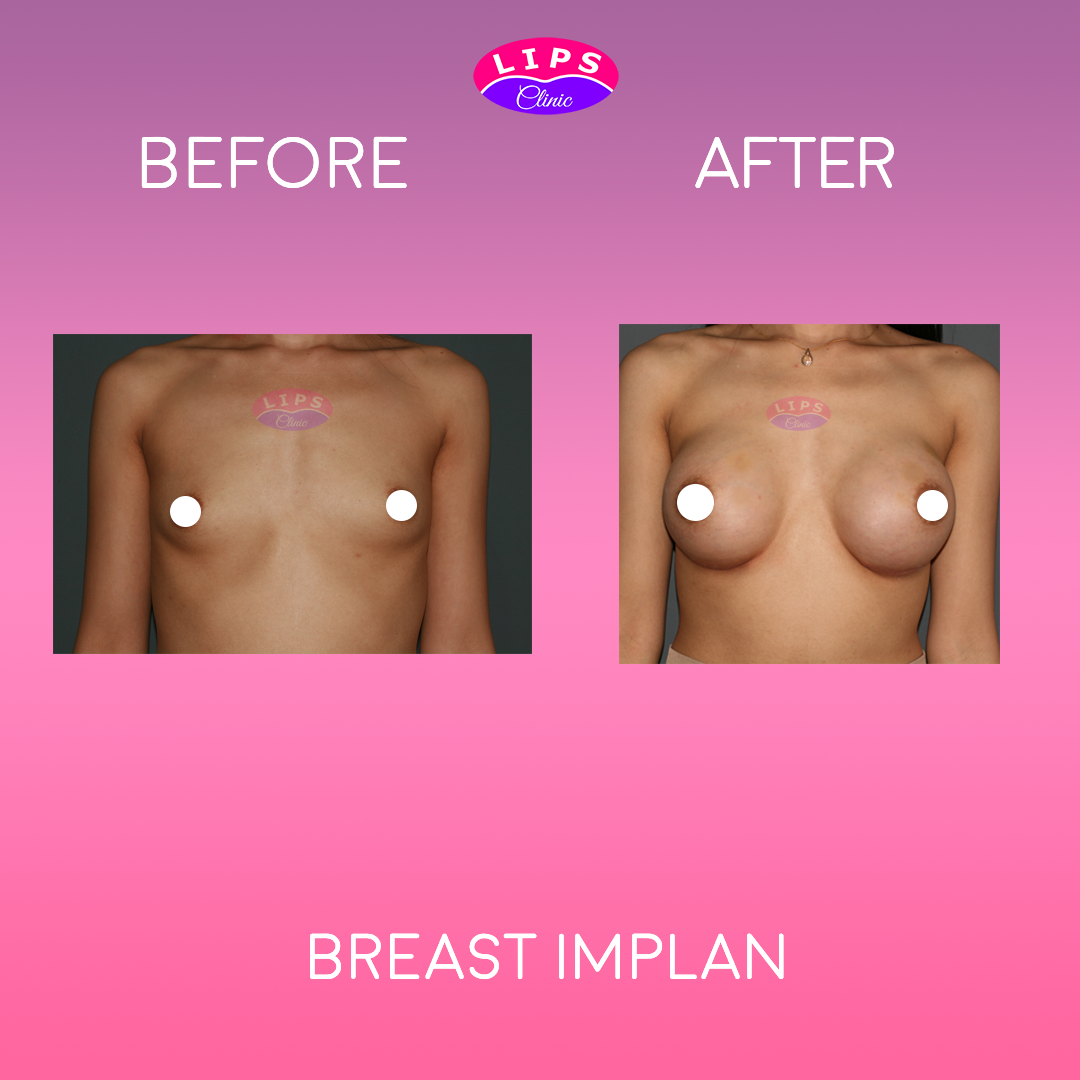 LIPS
Clinic
BEFORE
AFTER
LIPS
Clinic
LIPS
Clinic
BREAST IMPLAN